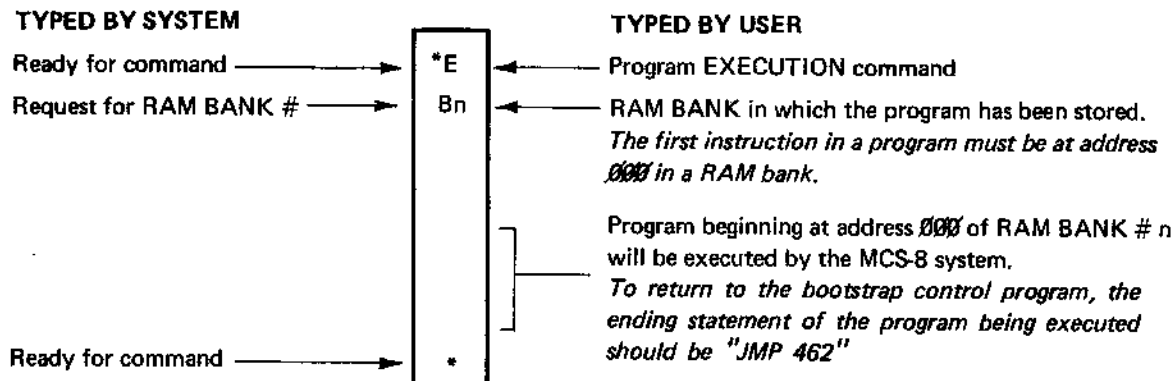 TYPED BY SYSTEM
TYPED BY USER
Ready for command
*E
Program EXECUTION command
Request for RAM BANK #
Bn
RAM BANK in which the program has been stored.
The first instruction in a program must be at address
000 in a RAM bank.
Program beginning at address 000 of RAM BANK # n
will be executed by the MCS-8 system.
To return to the bootstrap control program, the
ending statement of the program being executed
should be "JMP 462"
Ready for command
*